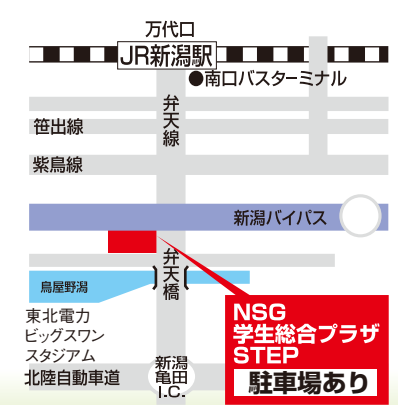 万代口
JR新潟駅
●南口バスターミナル
弁天線
笹出線
紫鳥線
新潟バイパス
弁天橋
鳥屋野潟
NSG
学生総合プラザ
STEP
駐車場あり
東北電力
ビッグスワン
スタジアム
北陸自動車道
新潟
亀田
I.C.